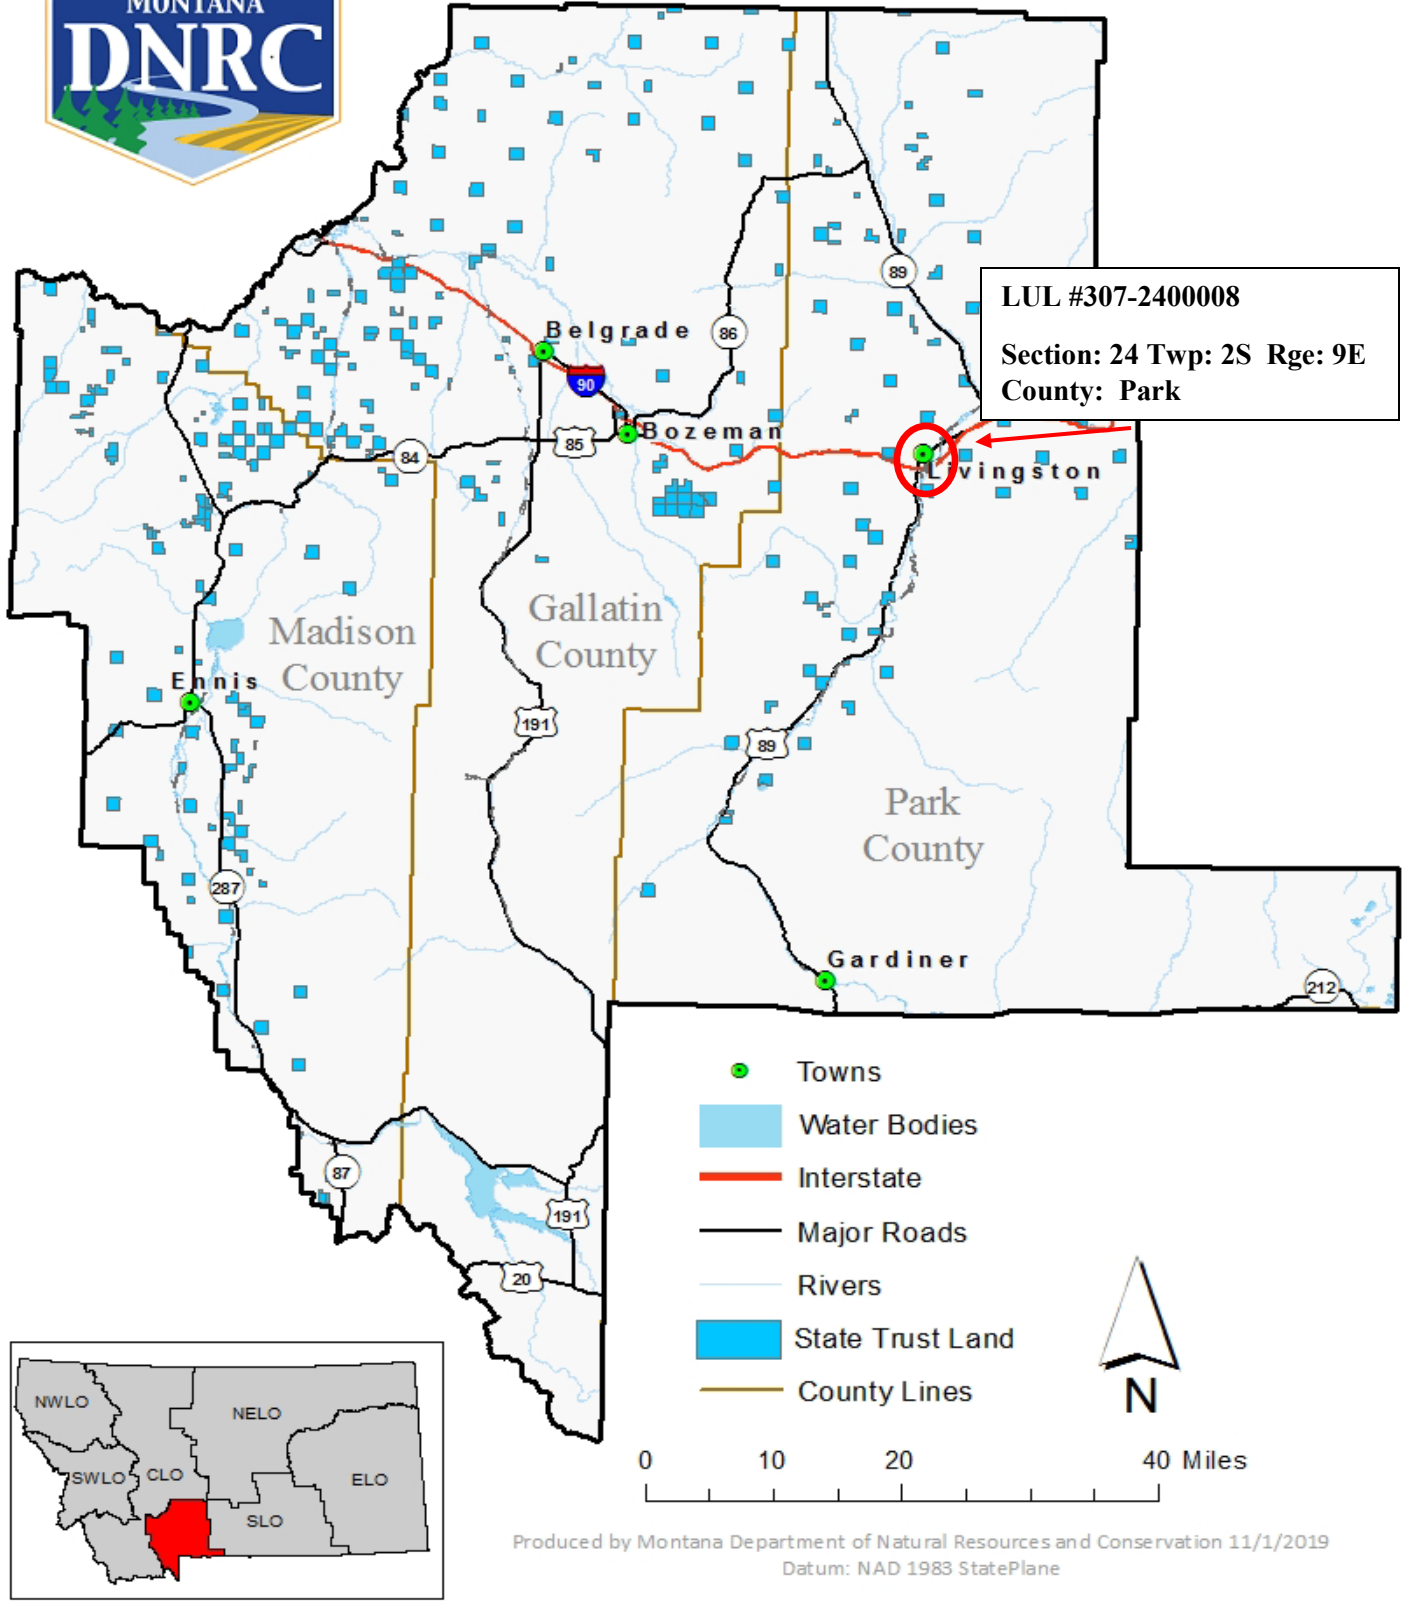 MONTANA
DNRC
89
LUL #307-2400008
Section: 24 Twp: 2S Rge: 9E
County: Park
Belgrade
86
90
Bozeman
85
84
Livingston
Gallatin
County
Madison
County
Ennis
191
89
Park
County
287
Gardiner
212
Towns
Water Bodies
Interstate
87
Major Roads
191
20
Rivers
State Trust Land
County Lines
N
NWLO
NELO
SWLO
CLO
ELO
SLO
0 10 20 40 Miles
Produced by Montana Department of Natural Resources and Conservation 11/1/2019
Datum: NAD 1983 StatePlane